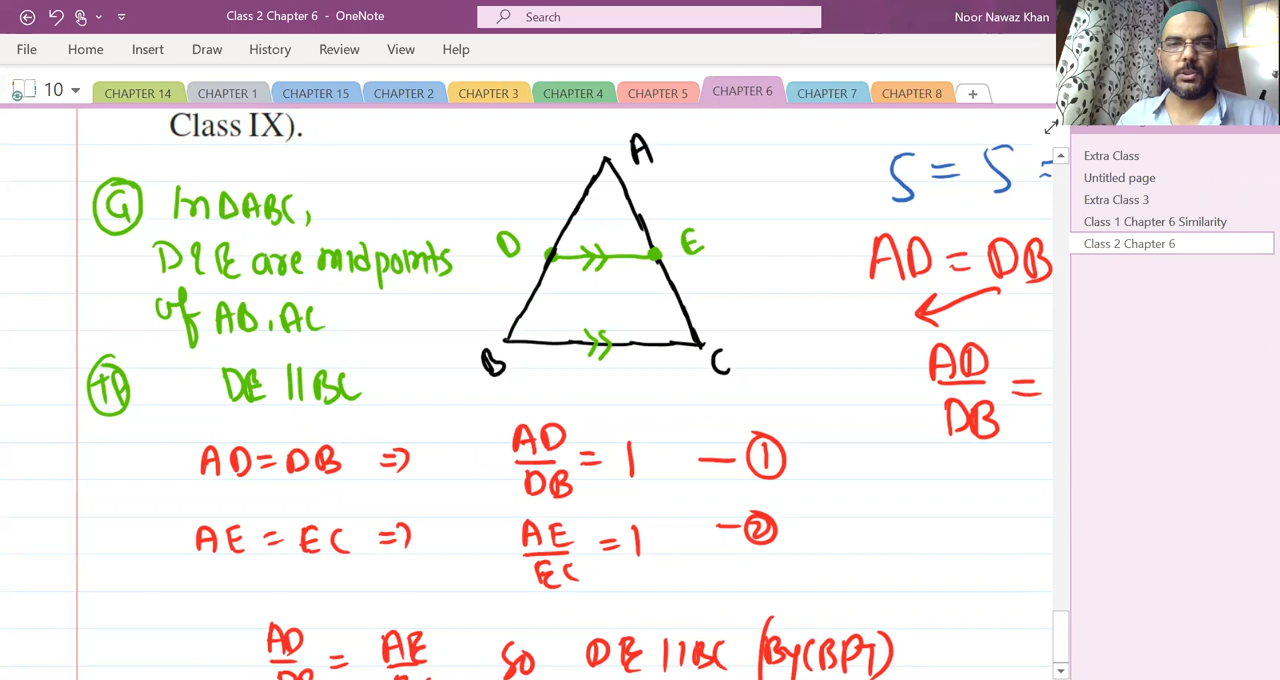 Class 2 Chapter 6 - OneNote
Search
Noor Nawaz Khan
File Home Insert Draw History Review View Help
10 CHAPTER 14 CHAPTER 1 CHAPTER 15 CHAPTER 2 CHAPTER 3 CHAPTER 4 CHAPTER 5 CHAPTER 6 CHAPTER 7 CHAPTER 8 +
Extra Class
Untitled page
Extra Class 3
Class 1 Chapter 6 Similarity
Class 2 Chapter 6
Class IX).
G In ΔABC,
D & E are midpoints
of AB, AC
TP DE || BC
A
D E
B C
5 = 5 =
AD = DB
AD/DB =
AD = DB ⇒ AD/DB = 1 — 1
AE = EC ⇒ AE/EC = 1 — 2
AD/DB = AE/ so DE || BC (By CBPT)